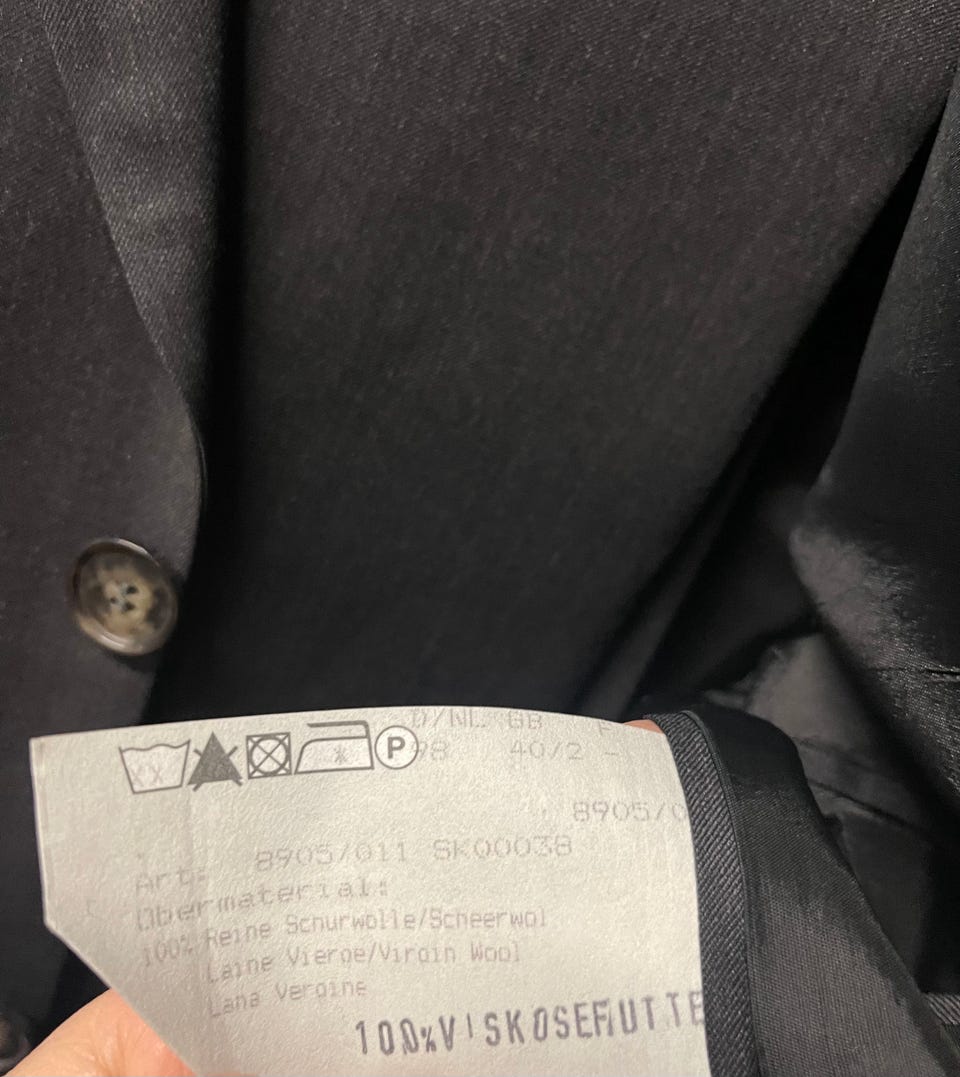 D/NL GB F
P 98 40/2 -
8905/0
Art: 8905/011 SK00038
Obermaterial:
100% Reine Schurwolle/Scheerwol
Laine Vierge/Virgin Wool
Lana Vergine
100%VISKOSEFUTTE